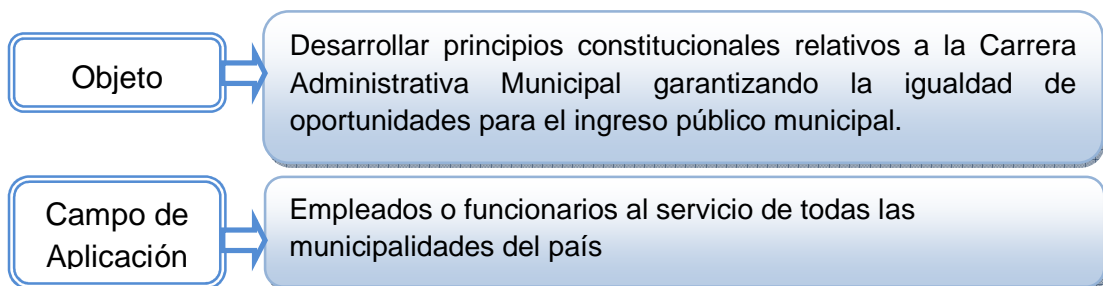 Objeto
Desarrollar principios constitucionales relativos a la Carrera
Administrativa Municipal garantizando la igualdad de
oportunidades para el ingreso público municipal.
Campo de
Aplicación
Empleados o funcionarios al servicio de todas las
municipalidades del país